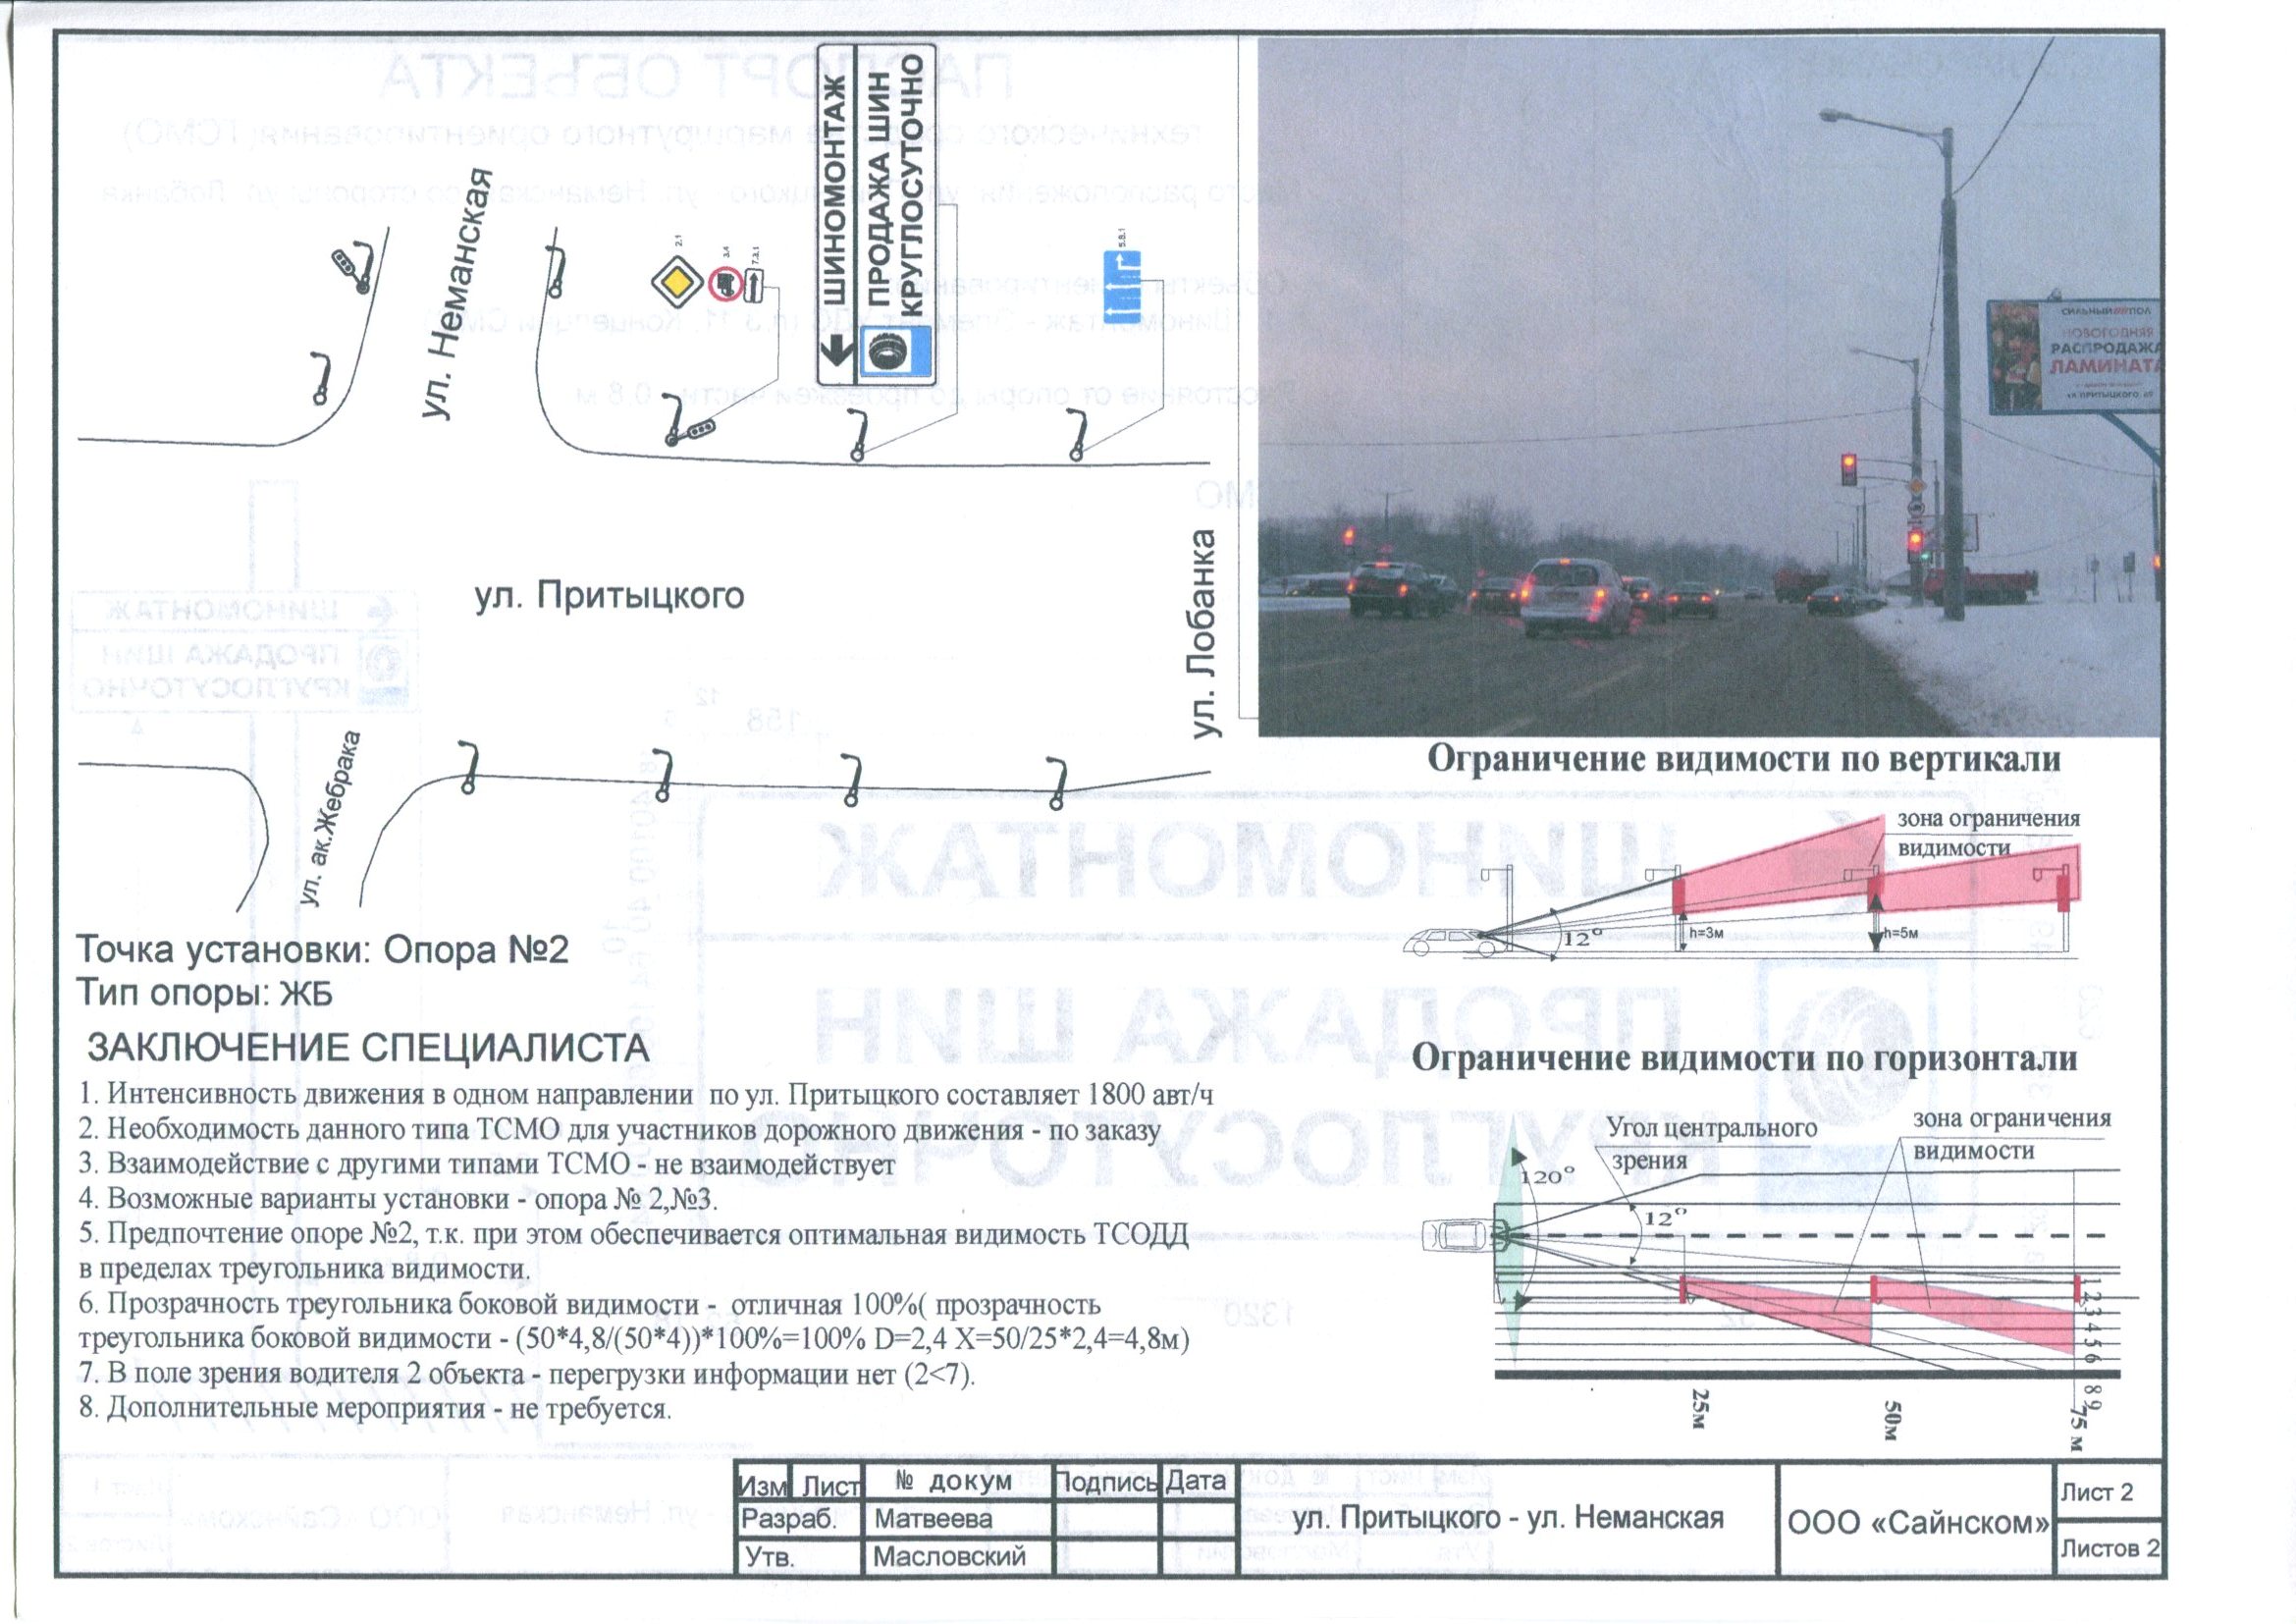 ШИНОМОНТАЖ
ПРОДАЖА ШИН
КРУГЛОСУТОЧНО
ул. Неманская
2.1
3.4
7.3.1
5.8.1
ул. Притыцкого
ул. Лобанка
ул. ак.Жебрака
СИЛЬНЫЙ ПОЛ
НОВОГОДНЯЯ
РАСПРОДАЖА
ЛАМИНАТА
Ограничение видимости по вертикали
зона ограничения
видимости
12°
h=3м
h=5м
Точка установки: Опора №2
Тип опоры: ЖБ
ЗАКЛЮЧЕНИЕ СПЕЦИАЛИСТА
1. Интенсивность движения в одном направлении по ул. Притыцкого составляет 1800 авт/ч
2. Необходимость данного типа ТСМО для участников дорожного движения - по заказу
3. Взаимодействие с другими типами ТСМО - не взаимодействует
4. Возможные варианты установки - опора № 2,№3.
5. Предпочтение опоре №2, т.к. при этом обеспечивается оптимальная видимость ТСОДД
в пределах треугольника видимости.
6. Прозрачность треугольника боковой видимости - отличная 100%( прозрачность
треугольника боковой видимости - (50*4,8/(50*4))*100%=100% D=2,4 X=50/25*2,4=4,8м)
7. В поле зрения водителя 2 объекта - перегрузки информации нет (2<7).
8. Дополнительные мероприятия - не требуется.
Ограничение видимости по горизонтали
Угол центрального
зрения
зона ограничения
видимости
120°
12°
1 2 3 4 5 6 8 9
25м
50м
75 м
Изм Лист № докум Подпись Дата
Разраб. Матвеева
Утв. Масловский
ул. Притыцкого - ул. Неманская
ООО «Сайнском»
Лист 2
Листов 2